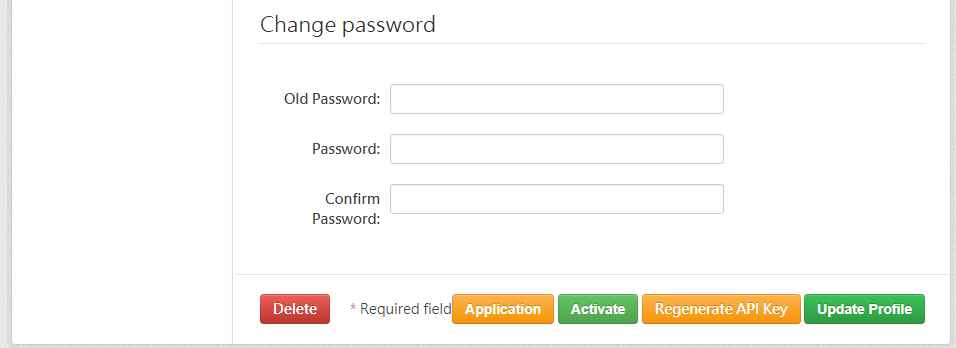 Change password
Old Password:
Password:
Confirm
Password:
Delete * Required field Application Activate Regenerate API Key Update Profile